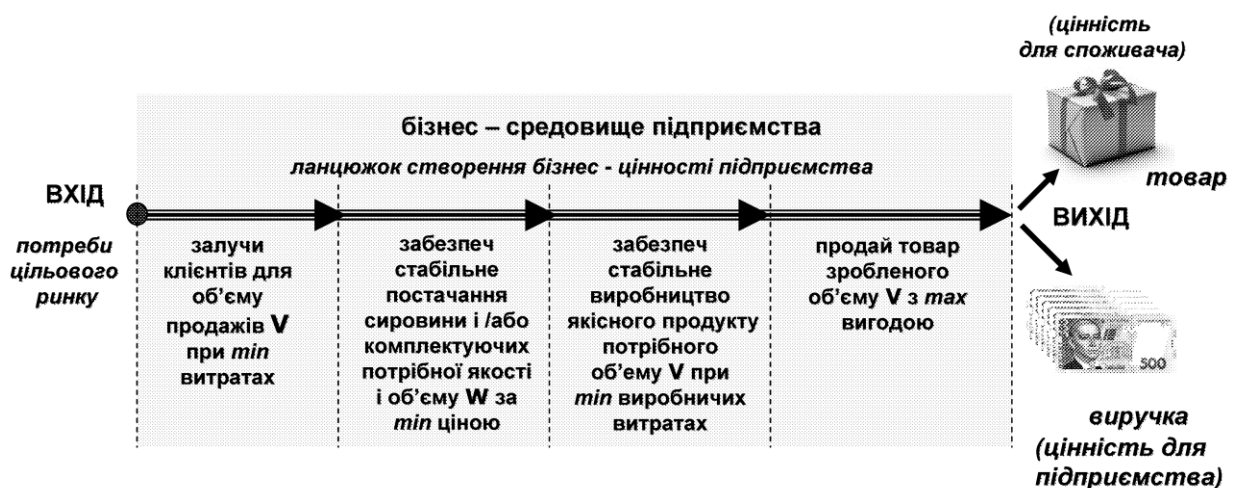 (цінність
для споживача)
бізнес – средовище підприємства
ланцюжок створення бізнес - цінності підприємства
товар
ВХІД
ВИХІД
потреби
цільового
ринку
залучи
клієнтів для
об’єму
продажів V
при min
витратах
забезпеч
стабільне
постачання
сировини і /або
комплектуючих
потрібної якості
і об’єму W за
min ціною
забезпеч
стабільне
виробництво
якісного продукту
потрібного
об’ему V при
min виробничих
витратах
продай товар
зробленого
об’єму V з max
вигодою
500
виручка
(цінність для
підприємства)